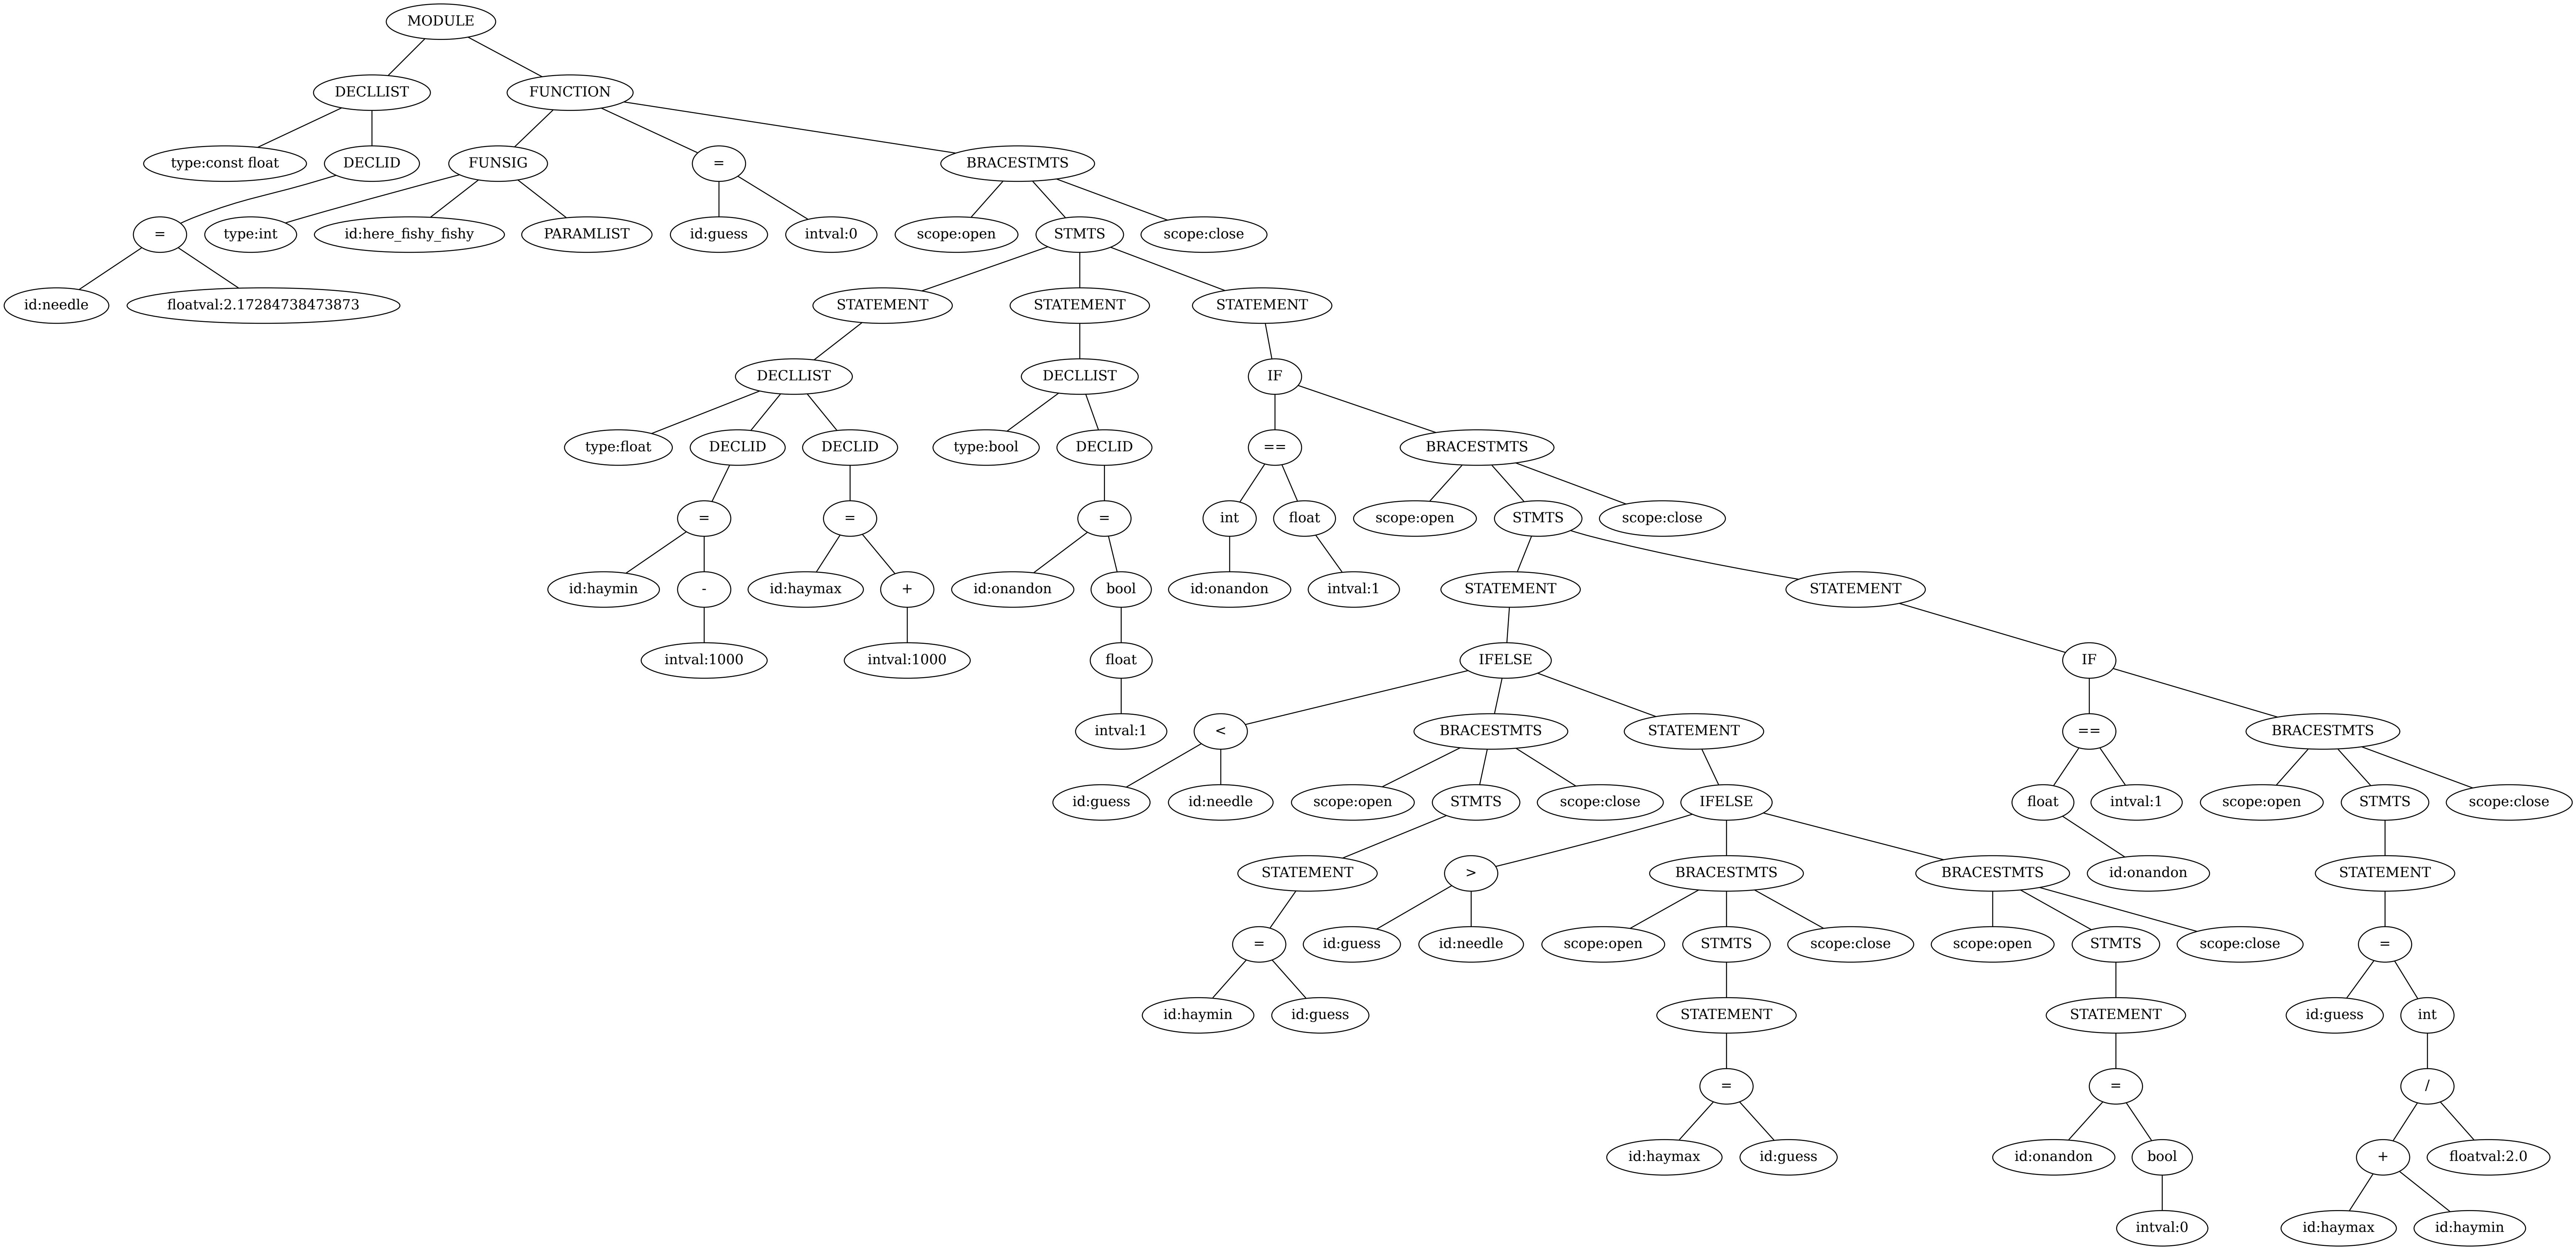 MODULE
DECLLIST FUNCTION
type:const float DECLID FUNSIG = BRACESTMTS
= type:int id:here_fishy_fishy PARAMLIST id:guess intval:0 scope:open STMTS scope:close
id:needle floatval:2.17284738473873 STATEMENT STATEMENT STATEMENT
DECLLIST DECLLIST IF
type:float DECLID DECLID type:bool DECLID == BRACESTMTS
= = = int float scope:open STMTS scope:close
id:haymin - id:haymax + id:onandon bool id:onandon intval:1 STATEMENT STATEMENT
intval:1000 intval:1000 float IFELSE IF
intval:1 < BRACESTMTS STATEMENT == BRACESTMTS
id:guess id:needle scope:open STMTS scope:close IFELSE float intval:1 scope:open STMTS scope:close
STATEMENT > BRACESTMTS BRACESTMTS id:onandon STATEMENT
= id:guess id:needle scope:open STMTS scope:close scope:open STMTS scope:close =
id:haymin id:guess STATEMENT STATEMENT id:guess int
= = /
id:haymax id:guess id:onandon bool + floatval:2.0
intval:0 id:haymax id:haymin